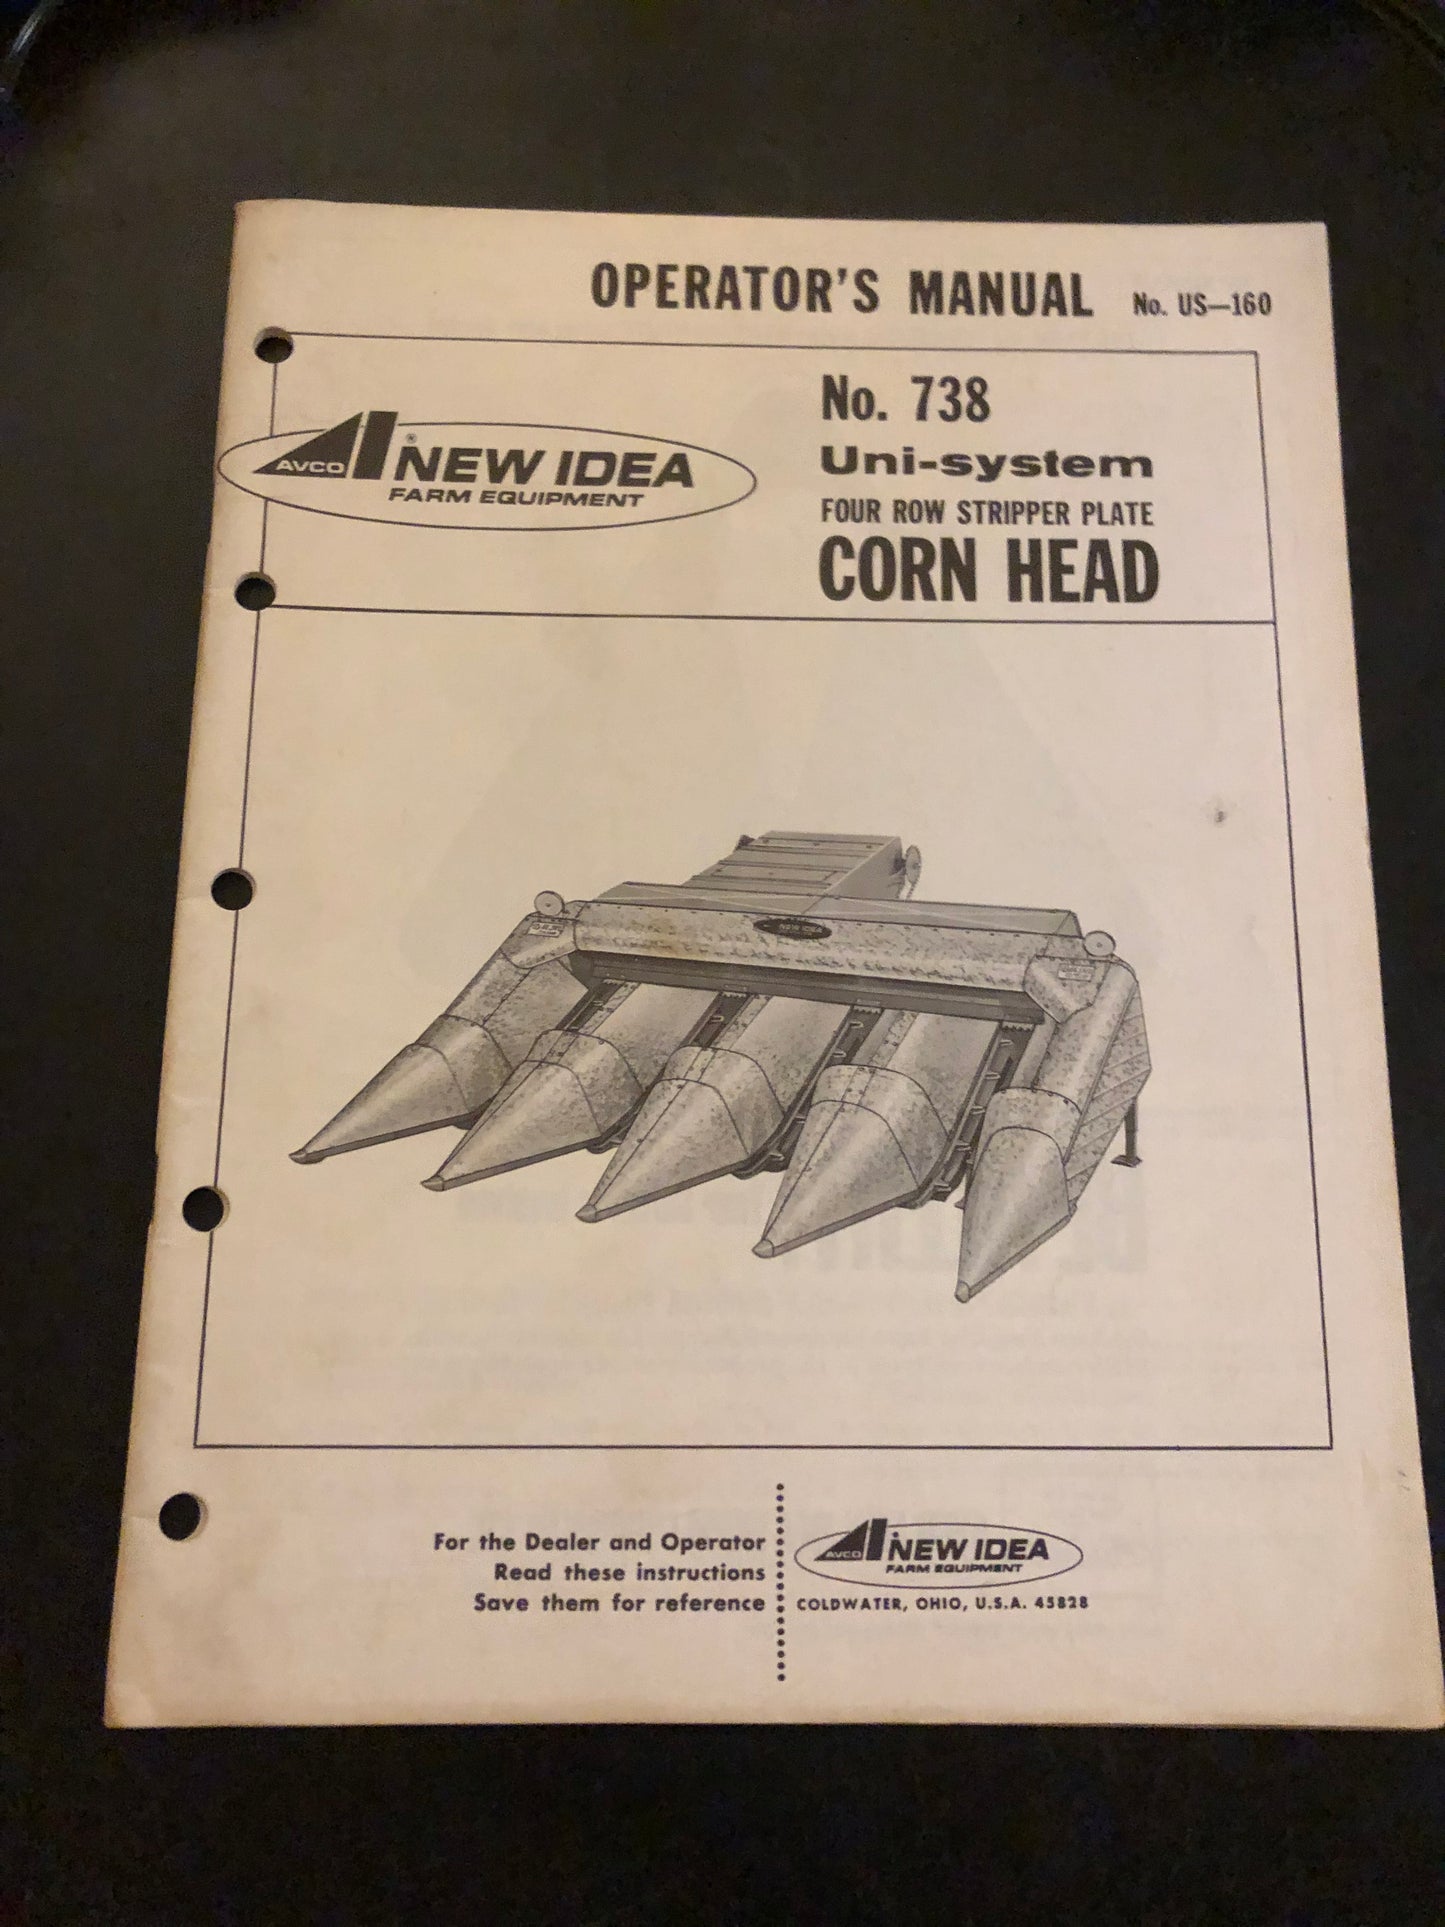 OPERATOR'S MANUAL No. US—160
AVCO NEW IDEA®
FARM EQUIPMENT
No. 738
Uni-system
FOUR ROW STRIPPER PLATE
CORN HEAD
NEW IDEA
For the Dealer and Operator
Read these instructions
Save them for reference
AVCO NEW IDEA
FARM EQUIPMENT
COLDWATER, OHIO, U.S.A. 45828